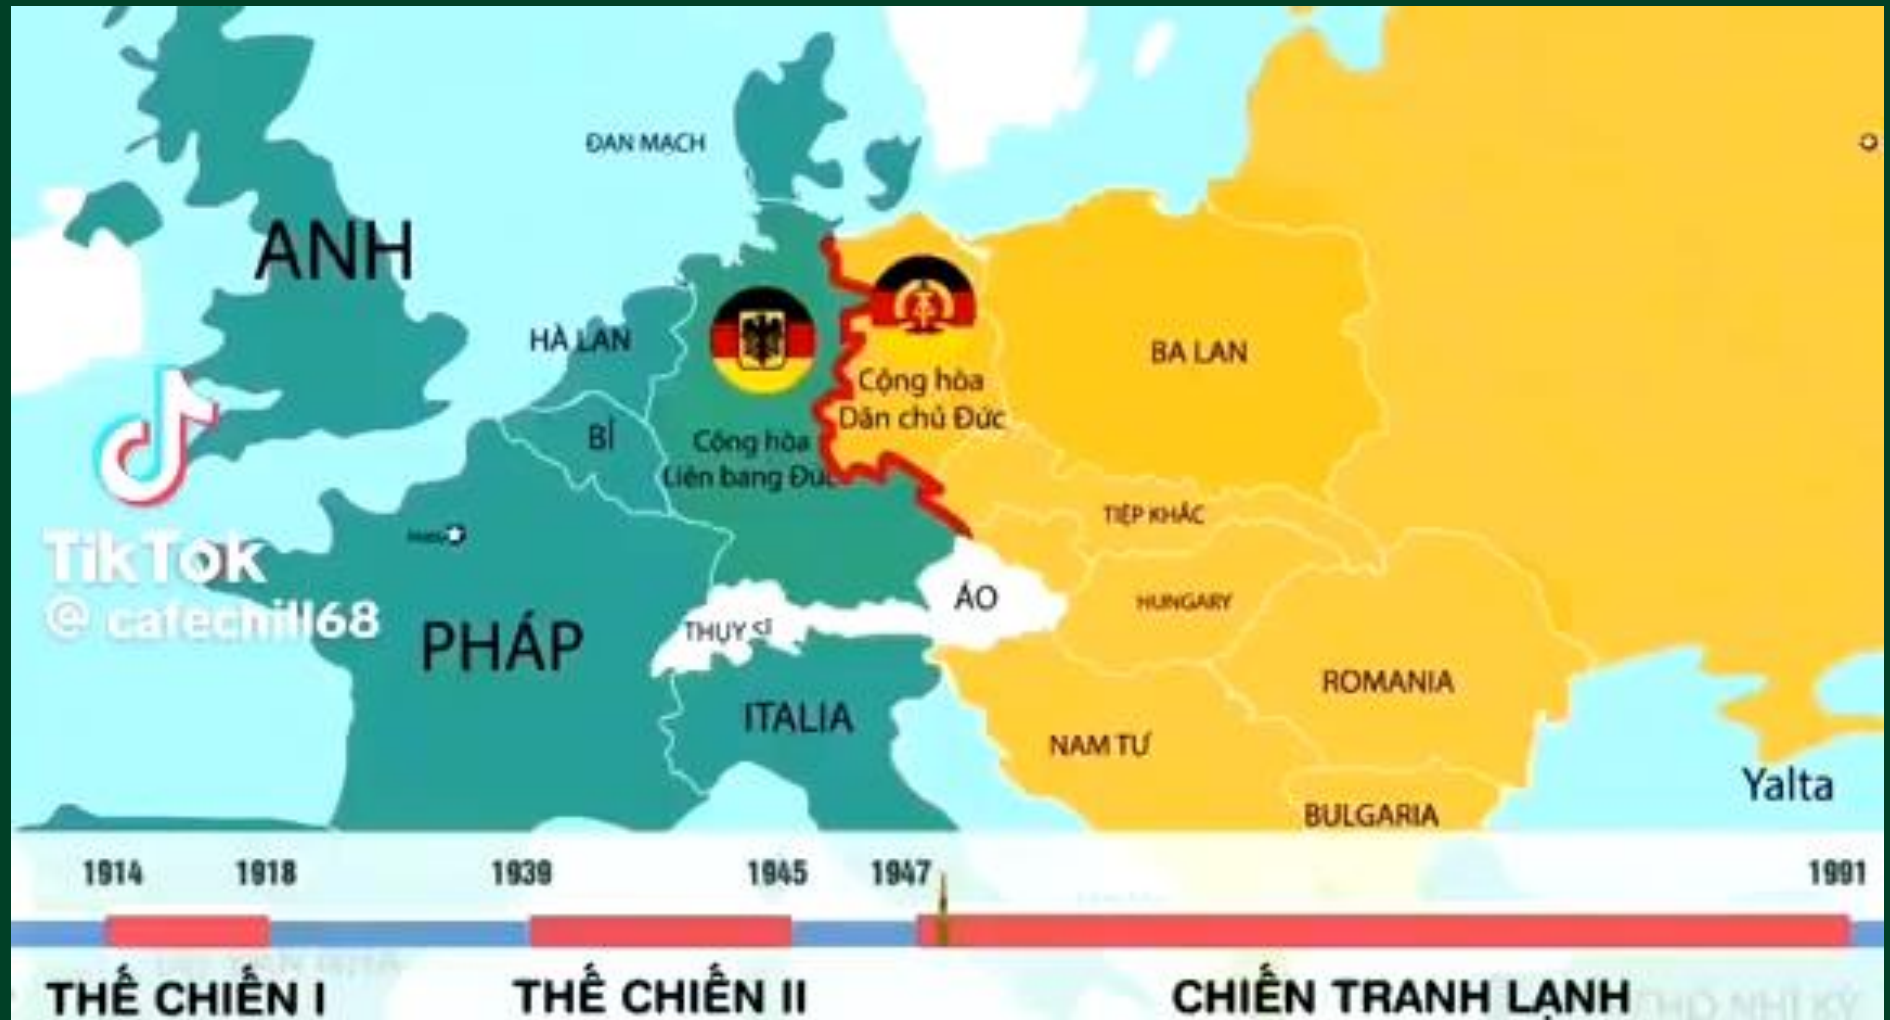 ĐAN MẠCH
ANH
HÀ LAN
BA LAN
Cộng hòa
Dân chủ Đức
BỈ
Cộng hòa
Liên bang Đức
TIỆP KHẮC
TikTok
@ cafechill68
ÁO
HUNGARY
PHÁP
THỤY SĨ
ROMANIA
ITALIA
NAM TƯ
Yalta
BULGARIA
1914 1918 1939 1945 1947 1991
THẾ CHIẾN I THẾ CHIẾN II CHIẾN TRANH LẠNH